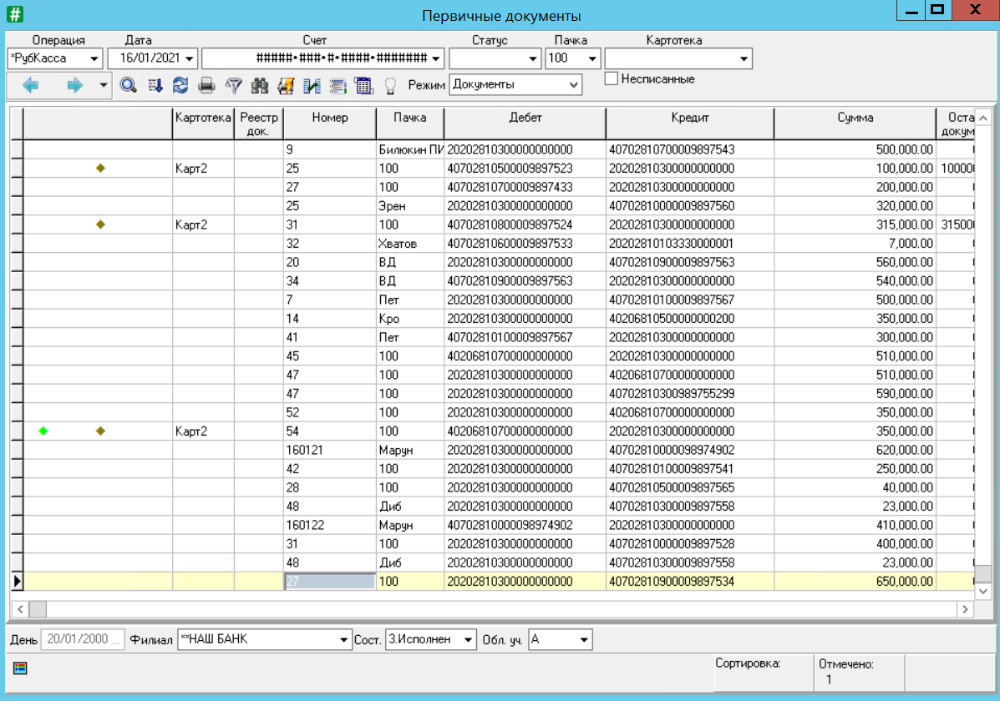 Первичные документы
Операция Дата Счет Статус Пачка Картотека
*РубКасса 16/01/2021 #####•###•#•####•####### 100
Несписанные
Режим Документы
Картотека Реестр док. Номер Пачка Дебет Кредит Сумма Оста докум
9 Билюкин ПИ 20202810300000000000 40702810700009897543 500,000.00
Карт2 25 100 40702810500009897523 20202810300000000000 100,000.00 10000
27 100 40702810700009897433 20202810300000000000 200,000.00
25 Эрен 20202810300000000000 40702810000009897560 320,000.00
Карт2 31 100 40702810800009897524 20202810300000000000 315,000.00 31500
32 Хватов 40702810600009897533 20202810103330000001 7,000.00
20 ВД 20202810300000000000 40702810900009897563 560,000.00
34 ВД 40702810900009897563 20202810300000000000 540,000.00
7 Пет 20202810300000000000 40702810100009897567 500,000.00
14 Кро 20202810300000000000 40206810500000000200 350,000.00
41 Пет 40702810100009897567 20202810300000000000 300,000.00
45 100 40206810700000000000 20202810300000000000 510,000.00
47 100 20202810300000000000 40206810700000000000 510,000.00
47 100 20202810300000000000 40702810300989755299 590,000.00
52 100 20202810300000000000 40206810700000000000 350,000.00
Карт2 54 100 40206810700000000000 20202810300000000000 350,000.00
160121 Марун 20202810300000000000 40702810000098974902 620,000.00
42 100 20202810300000000000 40702810100009897541 250,000.00
28 100 20202810300000000000 40702810500009897565 40,000.00
48 Диб 20202810300000000000 40702810300009897558 23,000.00
160122 Марун 40702810000098974902 20202810300000000000 410,000.00
31 100 20202810300000000000 40702810000009897528 400,000.00
48 Диб 20202810300000000000 40702810300009897558 23,000.00
27 100 20202810300000000000 40702810900009897534 650,000.00
День 20/01/2000 ... Филиал **НАШ БАНК Сост. 3.Исполнен Обл. уч. А
Сортировка: Отмечено:
1